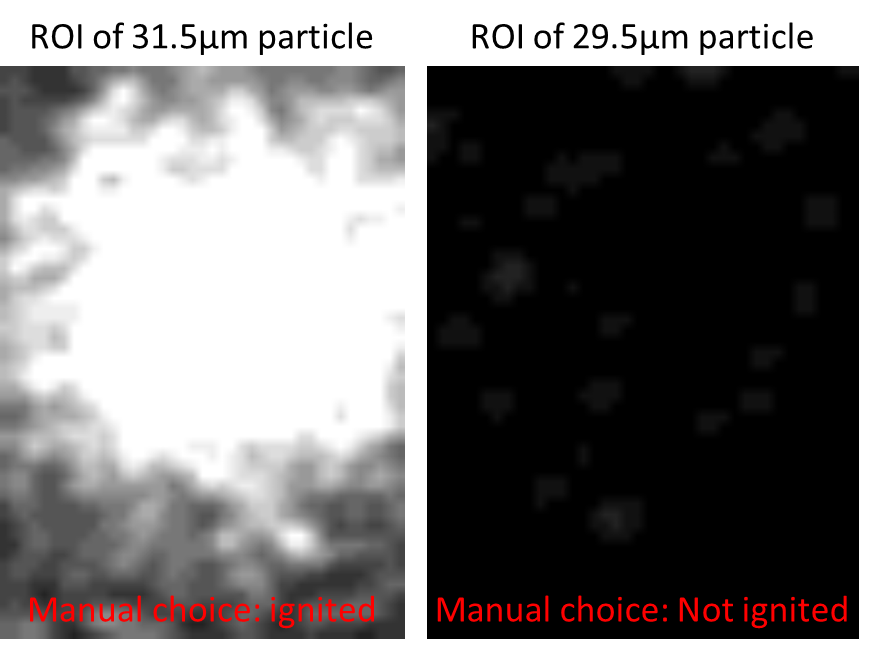 ROI of 31.5µm particle
ROI of 29.5µm particle
Manual choice: ignited
Manual choice: Not ignited